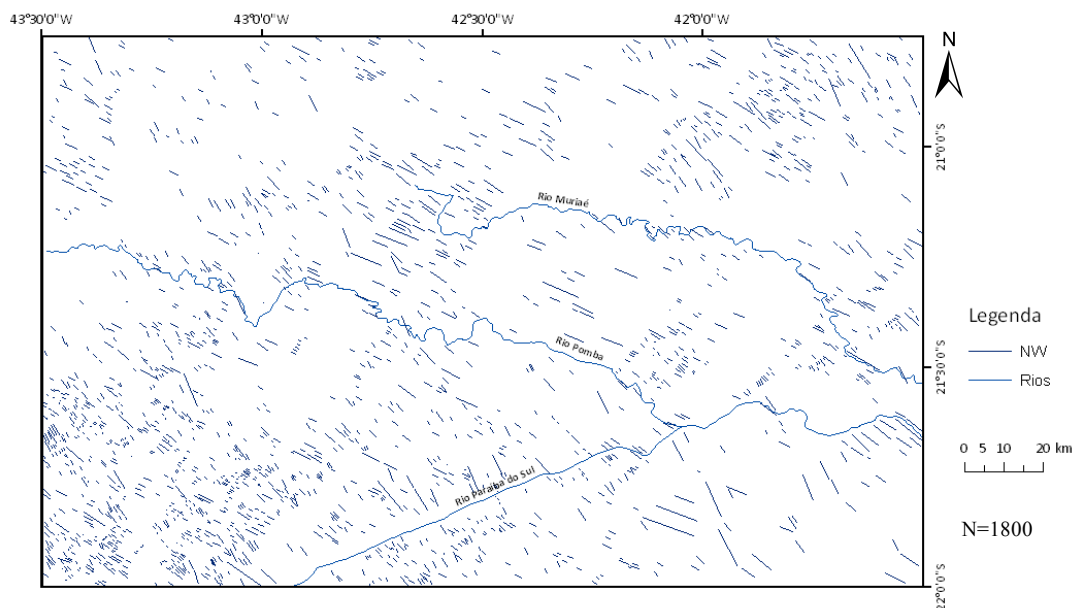 43°30'0"W 43°0'0"W 42°30'0"W 42°0'0"W
N
21°0'0"S
Rio Muriaé
Legenda
NW
Rio Pomba
21°30'0"S
Rios
0 5 10 20 km
Rio Paraíba do Sul
N=1800
22°0'0"S